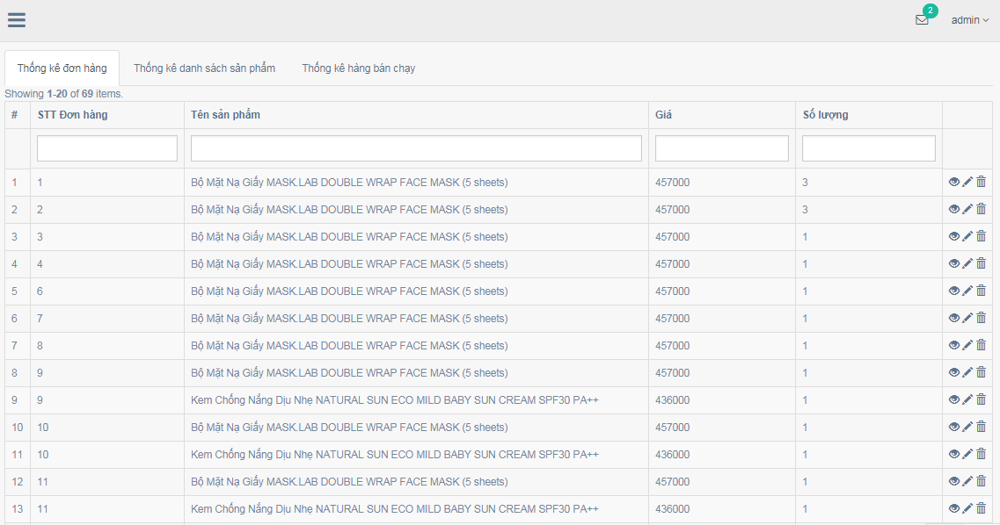 2
admin
Thống kê đơn hàng Thống kê danh sách sản phẩm Thống kê hàng bán chạy
Showing 1-20 of 69 items.
# STT Đơn hàng Tên sản phẩm Giá Số lượng
1 1 Bộ Mặt Nạ Giấy MASK.LAB DOUBLE WRAP FACE MASK (5 sheets) 457000 3
2 2 Bộ Mặt Nạ Giấy MASK.LAB DOUBLE WRAP FACE MASK (5 sheets) 457000 3
3 3 Bộ Mặt Nạ Giấy MASK.LAB DOUBLE WRAP FACE MASK (5 sheets) 457000 1
4 4 Bộ Mặt Nạ Giấy MASK.LAB DOUBLE WRAP FACE MASK (5 sheets) 457000 1
5 6 Bộ Mặt Nạ Giấy MASK.LAB DOUBLE WRAP FACE MASK (5 sheets) 457000 1
6 7 Bộ Mặt Nạ Giấy MASK.LAB DOUBLE WRAP FACE MASK (5 sheets) 457000 1
7 8 Bộ Mặt Nạ Giấy MASK.LAB DOUBLE WRAP FACE MASK (5 sheets) 457000 1
8 9 Bộ Mặt Nạ Giấy MASK.LAB DOUBLE WRAP FACE MASK (5 sheets) 457000 1
9 9 Kem Chống Nắng Dịu Nhẹ NATURAL SUN ECO MILD BABY SUN CREAM SPF30 PA++ 436000 1
10 10 Bộ Mặt Nạ Giấy MASK.LAB DOUBLE WRAP FACE MASK (5 sheets) 457000 1
11 10 Kem Chống Nắng Dịu Nhẹ NATURAL SUN ECO MILD BABY SUN CREAM SPF30 PA++ 436000 1
12 11 Bộ Mặt Nạ Giấy MASK.LAB DOUBLE WRAP FACE MASK (5 sheets) 457000 1
13 11 Kem Chống Nắng Dịu Nhẹ NATURAL SUN ECO MILD BABY SUN CREAM SPF30 PA++ 436000 1